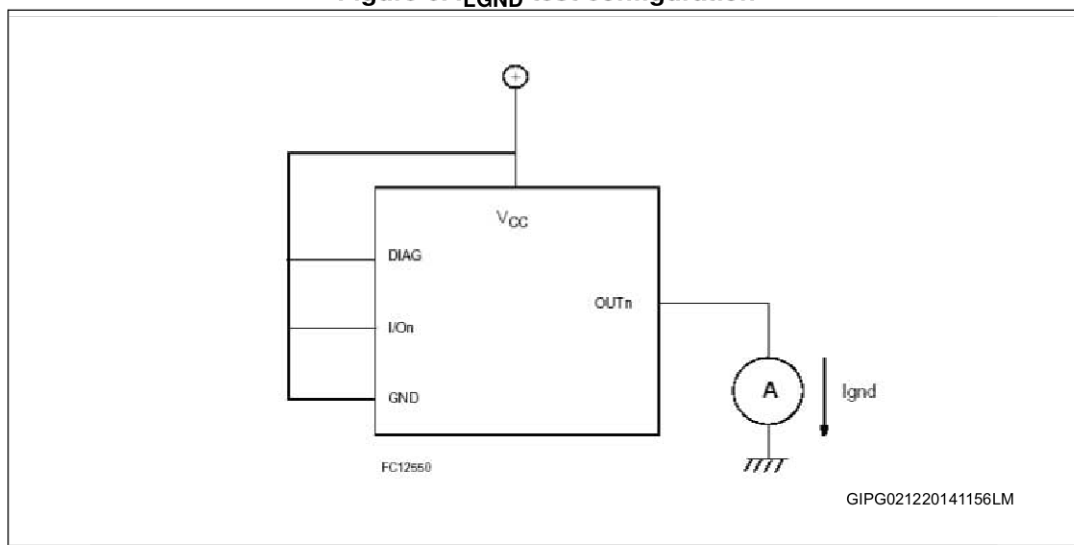 +
VCC
DIAG
OUTn
I/On
A
Ignd
GND
FC12550
GIPG021220141156LM